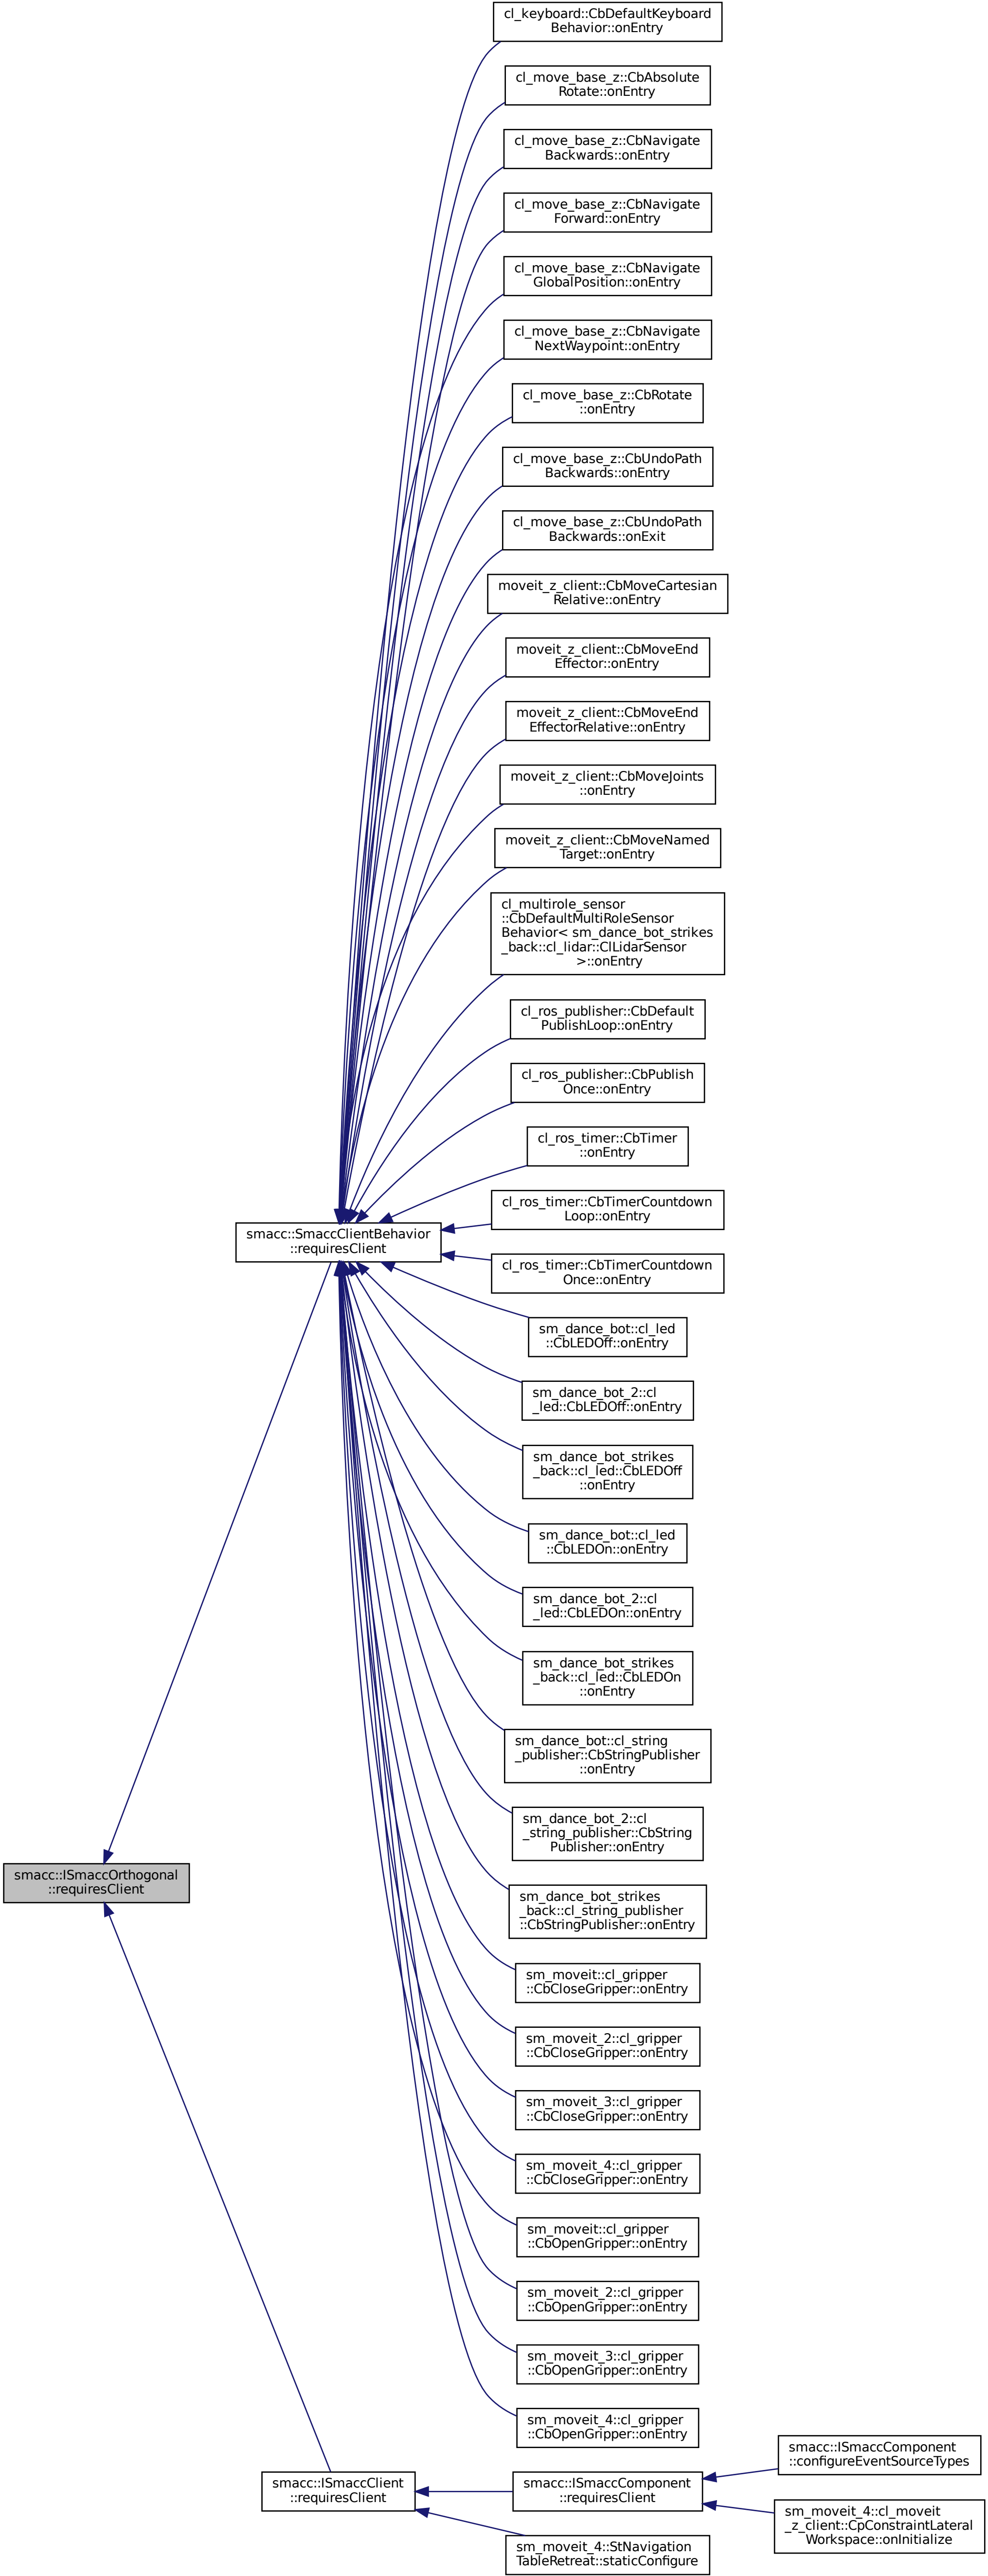 cl_keyboard::CbDefaultKeyboard
Behavior::onEntry
cl_move_base_z::CbAbsolute
Rotate::onEntry
cl_move_base_z::CbNavigate
Backwards::onEntry
cl_move_base_z::CbNavigate
Forward::onEntry
cl_move_base_z::CbNavigate
GlobalPosition::onEntry
cl_move_base_z::CbNavigate
NextWaypoint::onEntry
cl_move_base_z::CbRotate
::onEntry
cl_move_base_z::CbUndoPath
Backwards::onEntry
cl_move_base_z::CbUndoPath
Backwards::onExit
moveit_z_client::CbMoveCartesian
Relative::onEntry
moveit_z_client::CbMoveEnd
Effector::onEntry
moveit_z_client::CbMoveEnd
EffectorRelative::onEntry
moveit_z_client::CbMoveJoints
::onEntry
moveit_z_client::CbMoveNamed
Target::onEntry
cl_multirole_sensor
::CbDefaultMultiRoleSensor
Behavior< sm_dance_bot_strikes
_back::cl_lidar::ClLidarSensor
>::onEntry
cl_ros_publisher::CbDefault
PublishLoop::onEntry
cl_ros_publisher::CbPublish
Once::onEntry
cl_ros_timer::CbTimer
::onEntry
cl_ros_timer::CbTimerCountdown
Loop::onEntry
smacc::SmaccClientBehavior
::requiresClient
cl_ros_timer::CbTimerCountdown
Once::onEntry
sm_dance_bot::cl_led
::CbLEDOff::onEntry
sm_dance_bot_2::cl
_led::CbLEDOff::onEntry
sm_dance_bot_strikes
_back::cl_led::CbLEDOff
::onEntry
sm_dance_bot::cl_led
::CbLEDOn::onEntry
sm_dance_bot_2::cl
_led::CbLEDOn::onEntry
sm_dance_bot_strikes
_back::cl_led::CbLEDOn
::onEntry
sm_dance_bot::cl_string
_publisher::CbStringPublisher
::onEntry
sm_dance_bot_2::cl
_string_publisher::CbString
Publisher::onEntry
smacc::ISmaccOrthogonal
::requiresClient
sm_dance_bot_strikes
_back::cl_string_publisher
::CbStringPublisher::onEntry
sm_moveit::cl_gripper
::CbCloseGripper::onEntry
sm_moveit_2::cl_gripper
::CbCloseGripper::onEntry
sm_moveit_3::cl_gripper
::CbCloseGripper::onEntry
sm_moveit_4::cl_gripper
::CbCloseGripper::onEntry
sm_moveit::cl_gripper
::CbOpenGripper::onEntry
sm_moveit_2::cl_gripper
::CbOpenGripper::onEntry
sm_moveit_3::cl_gripper
::CbOpenGripper::onEntry
sm_moveit_4::cl_gripper
::CbOpenGripper::onEntry
smacc::ISmaccComponent
::configureEventSourceTypes
smacc::ISmaccClient
::requiresClient
smacc::ISmaccComponent
::requiresClient
sm_moveit_4::cl_moveit
_z_client::CpConstraintLateral
Workspace::onInitialize
sm_moveit_4::StNavigation
TableRetreat::staticConfigure